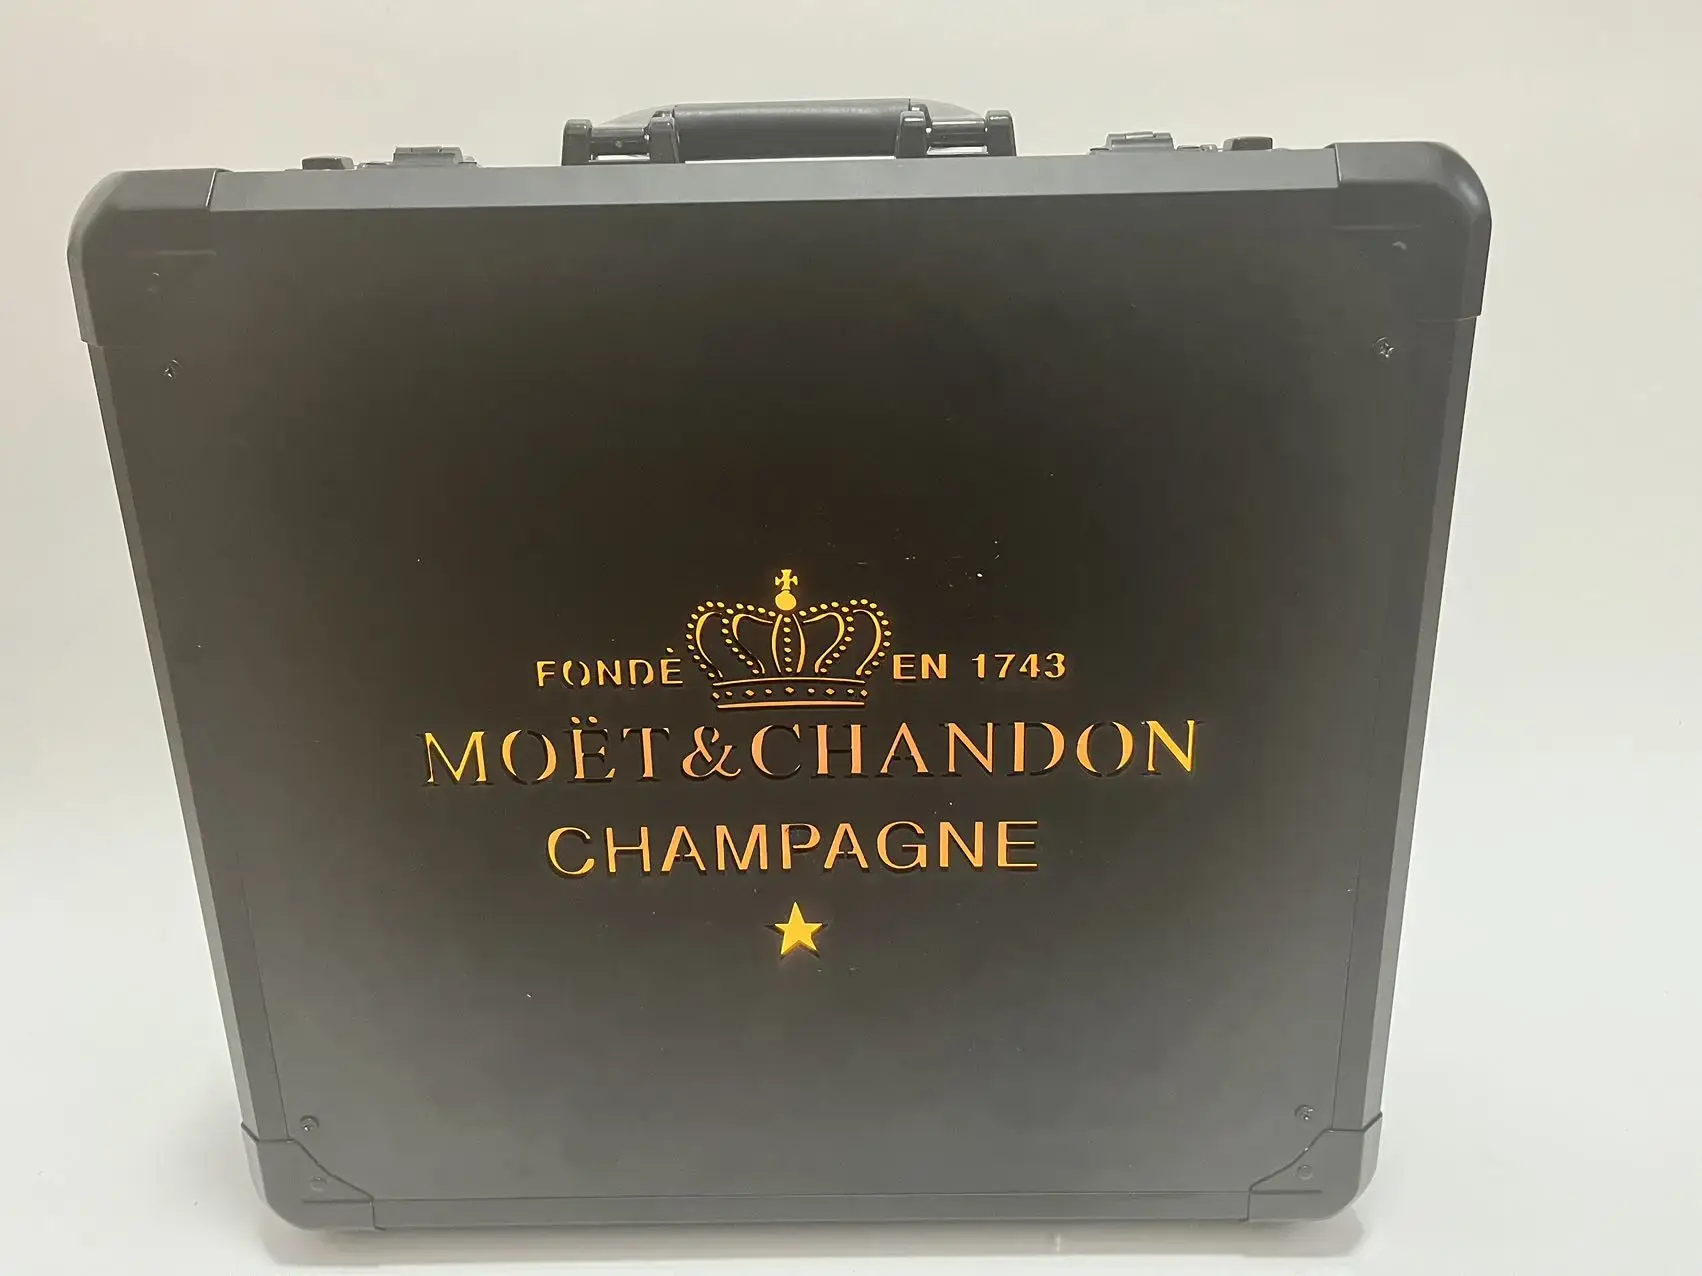 FONDÉ EN 1743
MOËT & CHANDON
CHAMPAGNE